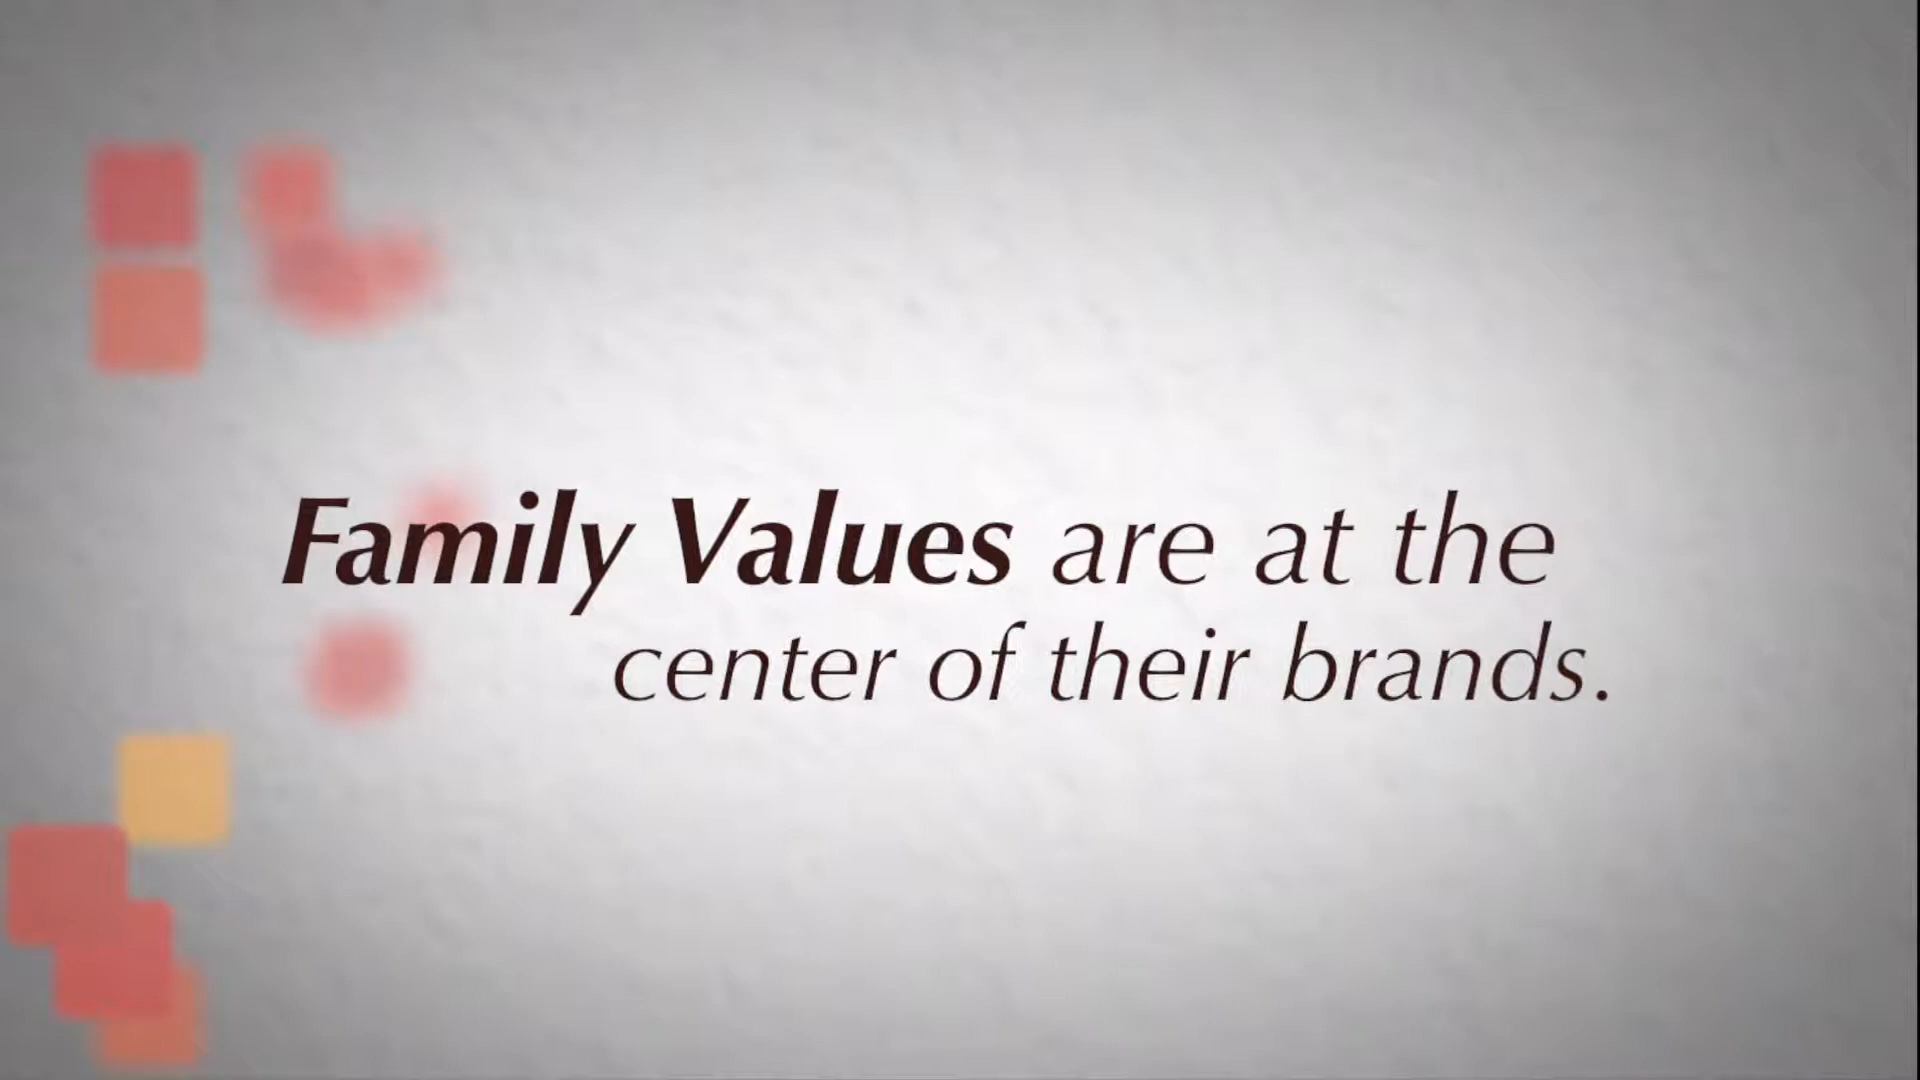 Family Values are at the
center of their brands.